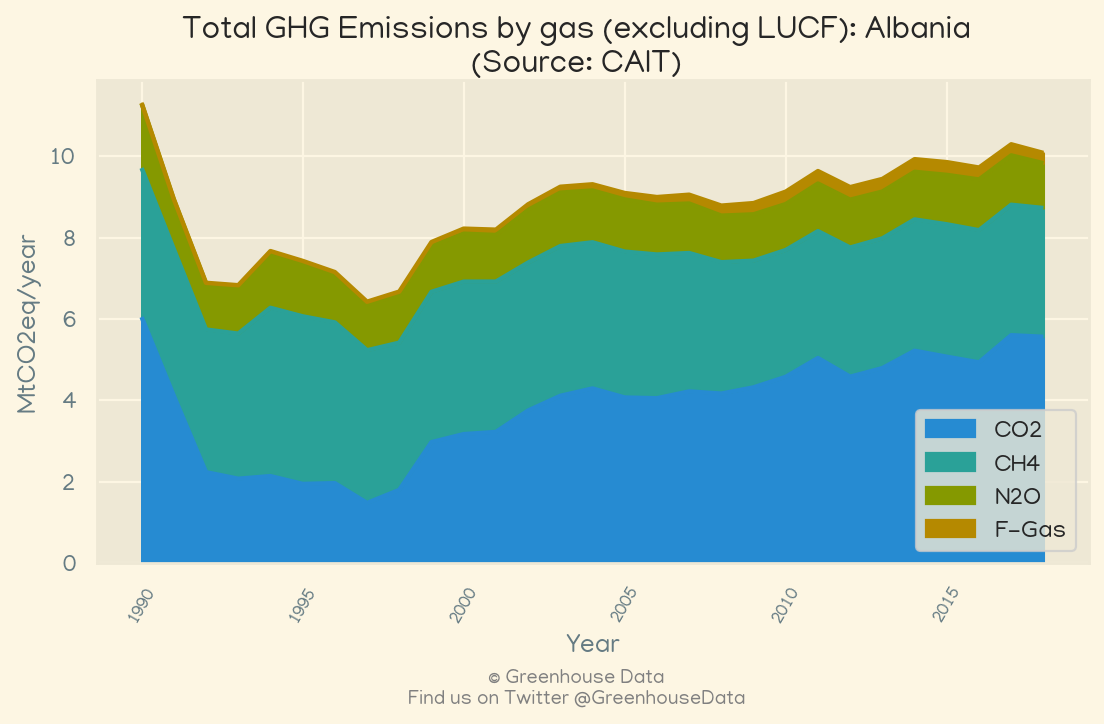 Total GHG Emissions by gas (excluding LUCF): Albania
(Source: CAIT)
MtCO2eq/year
10
8
6
4
2
0
CO2
CH4
N2O
F-Gas
1990
1995
2000
2005
2010
2015
Year
© Greenhouse Data
Find us on Twitter @GreenhouseData